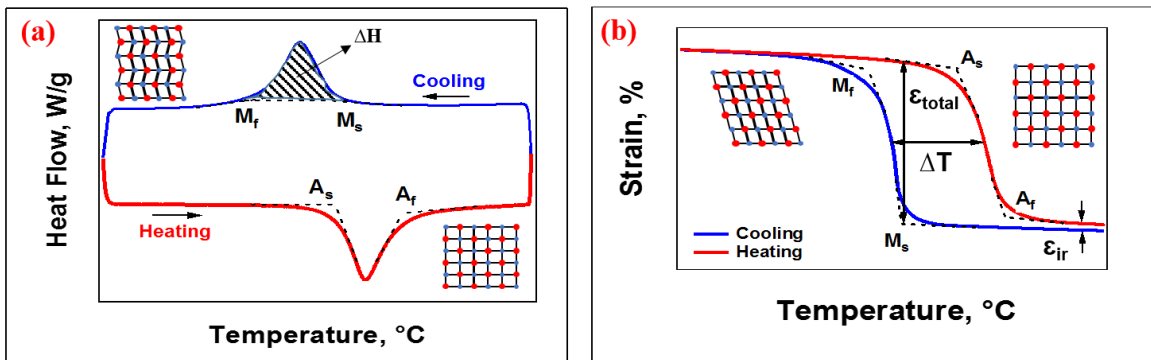 (a)
Heat Flow, W/g
ΔH
Cooling
Mf
Ms
As
Af
Heating
Temperature, °C
(b)
Strain, %
As
Mf
εtotal
ΔT
Af
Ms
εir
Cooling
Heating
Temperature, °C